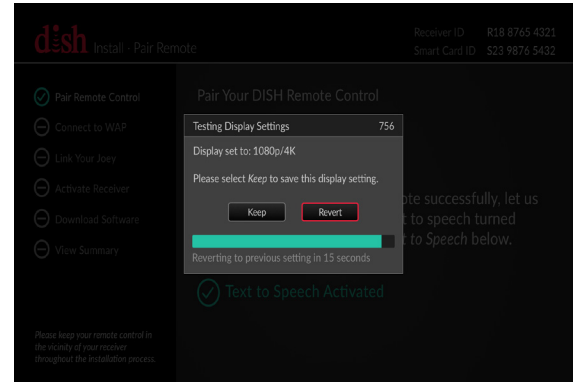 dish Install - Pair Remote
Receiver ID R18 8765 4321
Smart Card ID S23 9876 5432
Pair Remote Control
Connect to WAP
Link Your Joey
Activate Receiver
Download Software
View Summary
Please keep your remote control in
the vicinity of your receiver
throughout the installation process.
Pair Your DISH Remote Control
Testing Display Settings 756
Display set to: 1080p/4K
Please select Keep to save this display setting.
Keep Revert
Reverting to previous setting in 15 seconds
successfully, let us
to speech turned
to Speech below.
Text to Speech Activated